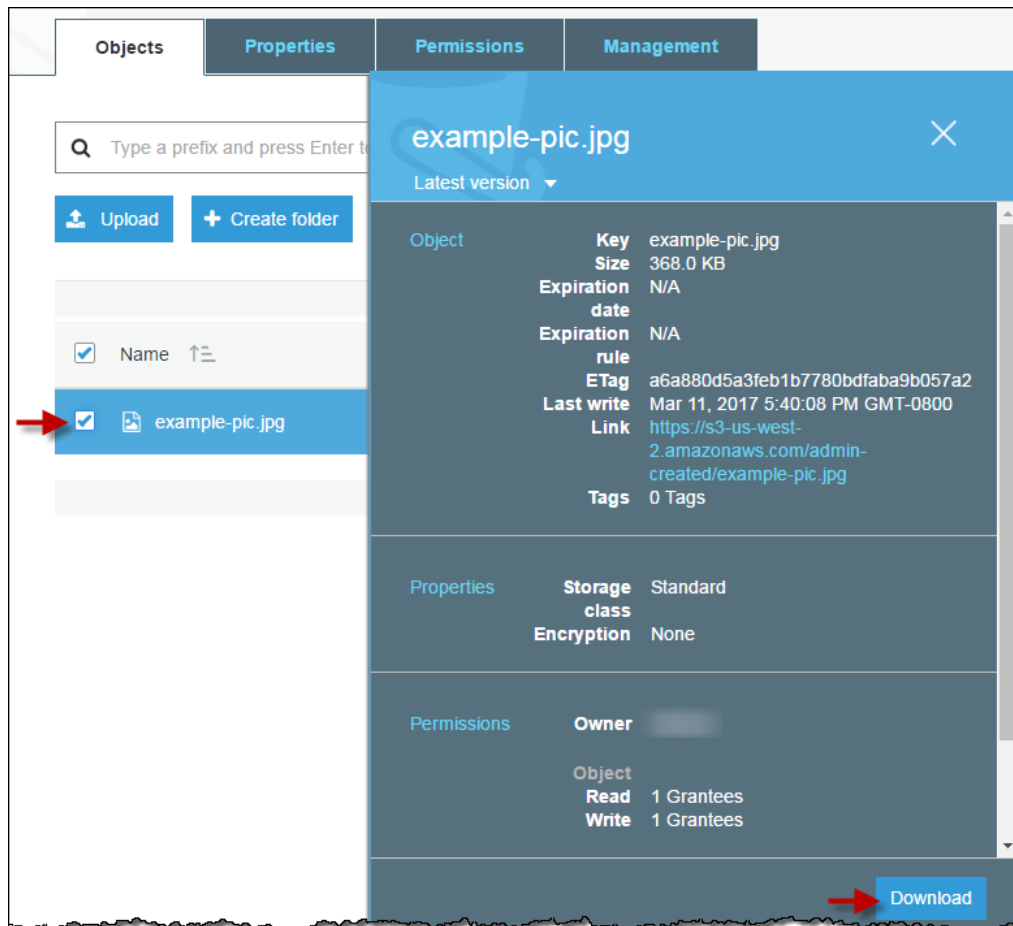 Objects
Properties
Permissions
Management
Type a prefix and press Enter to
Upload
Create folder
Name
example-pic.jpg
example-pic.jpg
Latest version
Object
Key example-pic.jpg
Size 368.0 KB
Expiration N/A
date
Expiration N/A
rule
ETag a6a880d5a3feb1b7780bdfaba9b057a2
Last write Mar 11, 2017 5:40:08 PM GMT-0800
Link https://s3-us-west-
2.amazonaws.com/admin-
created/example-pic.jpg
Tags 0 Tags
Properties Storage Standard
class
Encryption None
Permissions Owner
Object
Read 1 Grantees
Write 1 Grantees
Download